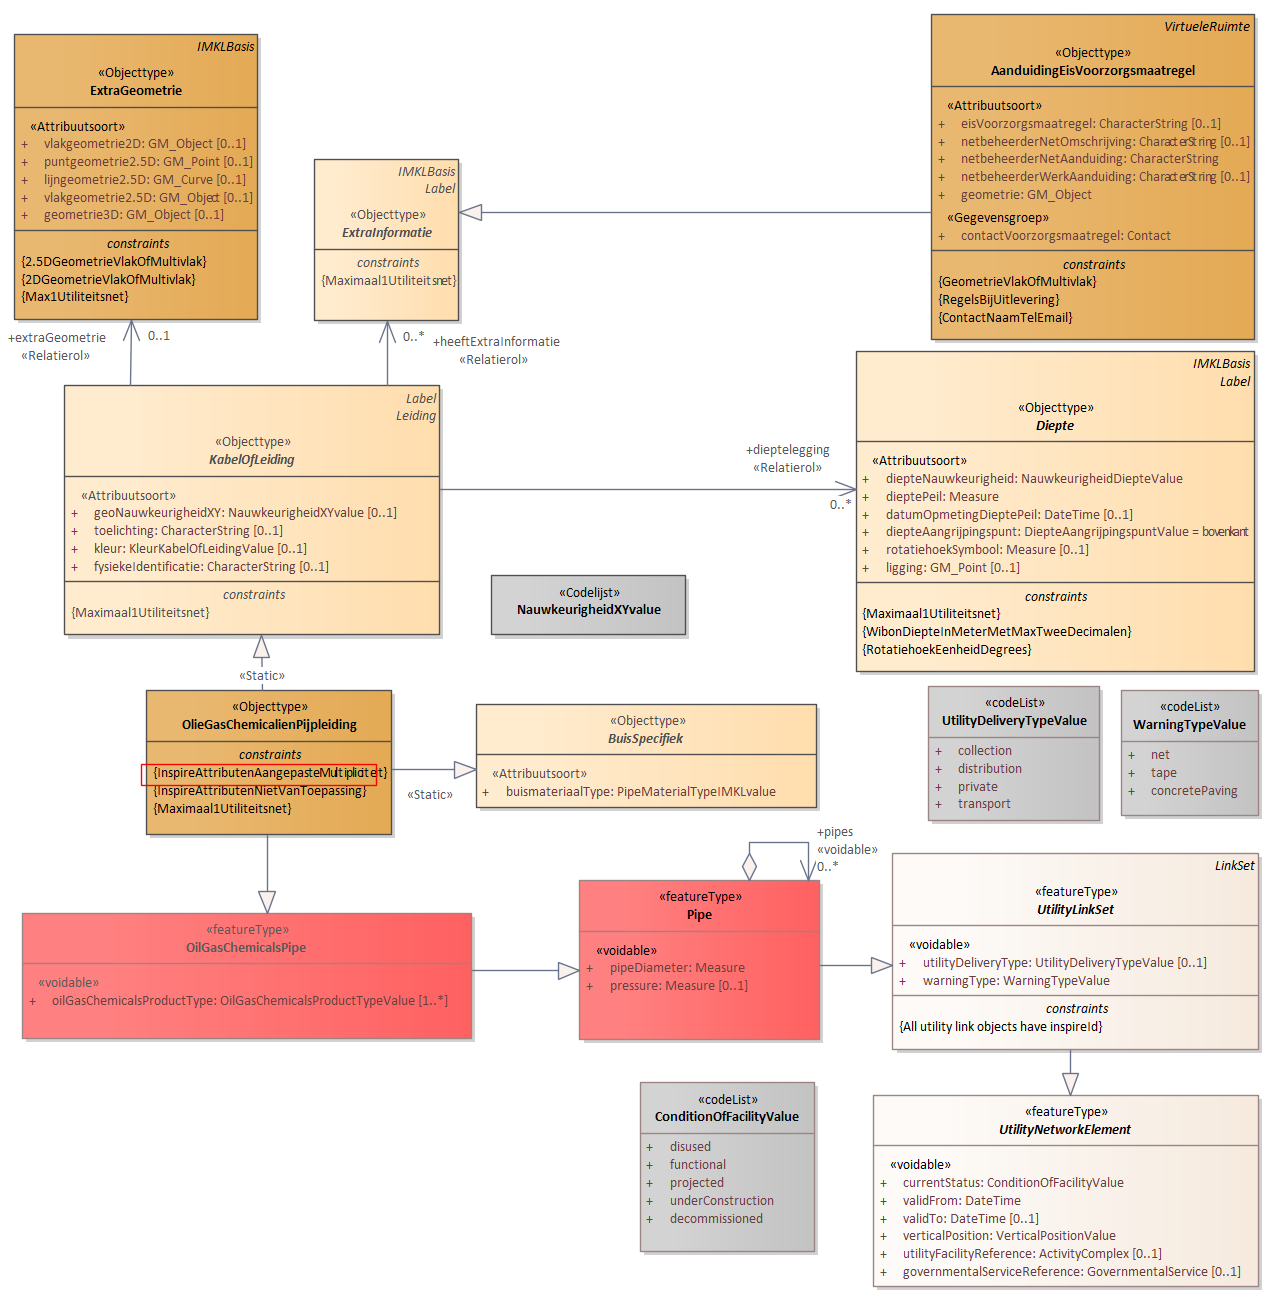 IMKLBasis
«Objecttype»
ExtraGeometrie
«Attribuutsoort»
+ vlakgeometrie2D: GM_Object [0..1]
+ puntgeometrie2.5D: GM_Point [0..1]
+ lijngeometrie2.5D: GM_Curve [0..1]
+ vlakgeometrie2.5D: GM_Object [0..1]
+ geometrie3D: GM_Object [0..1]
constraints
{2.5DGeometrieVlakOfMultivlak}
{2DGeometrieVlakOfMultivlak}
{Max1Utiliteitsnet}
IMKLBasis
Label
«Objecttype»
ExtraInformatie
constraints
{Maximaal1Utiliteitsnet}
VirtueleRuimte
«Objecttype»
AanduidingEisVoorzorgsmaatregel
«Attribuutsoort»
+ eisVoorzorgsmaatregel: CharacterString [0..1]
+ netbeheerderNetOmschrijving: CharacterString [0..1]
+ netbeheerderNetAanduiding: CharacterString
+ netbeheerderWerkAanduiding: CharacterString [0..1]
+ geometrie: GM_Object
«Gegevensgroep»
+ contactVoorzorgsmaatregel: Contact
constraints
{GeometrieVlakOfMultivlak}
{RegelsBijUitlevering}
{ContactNaamTelEmail}
+extraGeometrie
«Relatierol»
0..1
0..*
+heeftExtraInformatie
«Relatierol»
Label
Leiding
«Objecttype»
KabelOfLeiding
«Attribuutsoort»
+ geoNauwkeurigheidXY: NauwkeurigheidXYvalue [0..1]
+ toelichting: CharacterString [0..1]
+ kleur: KleurKabelOfLeidingValue [0..1]
+ fysiekeIdentificatie: CharacterString [0..1]
constraints
{Maximaal1Utiliteitsnet}
+dieptelegging
«Relatierol»
0..*
IMKLBasis
Label
«Objecttype»
Diepte
«Attribuutsoort»
+ diepteNauwkeurigheid: NauwkeurigheidDiepteValue
+ dieptePeil: Measure
+ datumOpmetingDieptePeil: DateTime [0..1]
+ diepteAangrijpingspunt: DiepteAangrijpingspuntValue = bovenkant
+ rotatiehoekSymbool: Measure [0..1]
+ ligging: GM_Point [0..1]
constraints
{Maximaal1Utiliteitsnet}
{WibonDiepteInMeterMetMaxTweeDecimalen}
{RotatiehoekEenheidDegrees}
«Codelijst»
NauwkeurigheidXYvalue
«Static»
«Objecttype»
OlieGasChemicalienPijpleiding
constraints
{InspireAttributenAangepasteMultipliciteit}
{InspireAttributenNietVanToepassing}
{Maximaal1Utiliteitsnet}
«Static»
«Objecttype»
BuisSpecifiek
«Attribuutsoort»
+ buismateriaalType: PipeMaterialTypeIMKLvalue
«codeList»
UtilityDeliveryTypeValue
+ collection
+ distribution
+ private
+ transport
«codeList»
WarningTypeValue
+ net
+ tape
+ concretePaving
+pipes
«voidable»
0..*
«featureType»
OilGasChemicalsPipe
«voidable»
+ oilGasChemicalsProductType: OilGasChemicalsProductTypeValue [1..*]
«featureType»
Pipe
«voidable»
+ pipeDiameter: Measure
+ pressure: Measure [0..1]
LinkSet
«featureType»
UtilityLinkSet
«voidable»
+ utilityDeliveryType: UtilityDeliveryTypeValue [0..1]
+ warningType: WarningTypeValue
constraints
{All utility link objects have inspireId}
«codeList»
ConditionOfFacilityValue
+ disused
+ functional
+ projected
+ underConstruction
+ decommissioned
«featureType»
UtilityNetworkElement
«voidable»
+ currentStatus: ConditionOfFacilityValue
+ validFrom: DateTime
+ validTo: DateTime [0..1]
+ verticalPosition: VerticalPositionValue
+ utilityFacilityReference: ActivityComplex [0..1]
+ governmentalServiceReference: GovernmentalService [0..1]